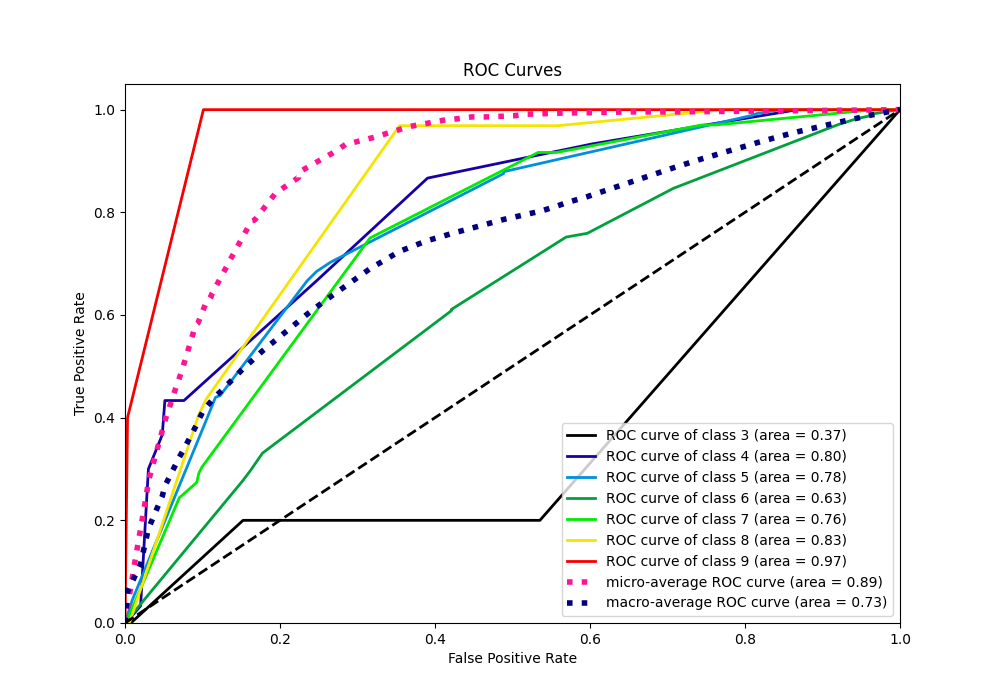 ROC Curves
True Positive Rate
1.0
0.8
0.6
0.4
0.2
0.0
0.0 0.2 0.4 0.6 0.8 1.0
False Positive Rate
ROC curve of class 3 (area = 0.37)
ROC curve of class 4 (area = 0.80)
ROC curve of class 5 (area = 0.78)
ROC curve of class 6 (area = 0.63)
ROC curve of class 7 (area = 0.76)
ROC curve of class 8 (area = 0.83)
ROC curve of class 9 (area = 0.97)
micro-average ROC curve (area = 0.89)
macro-average ROC curve (area = 0.73)